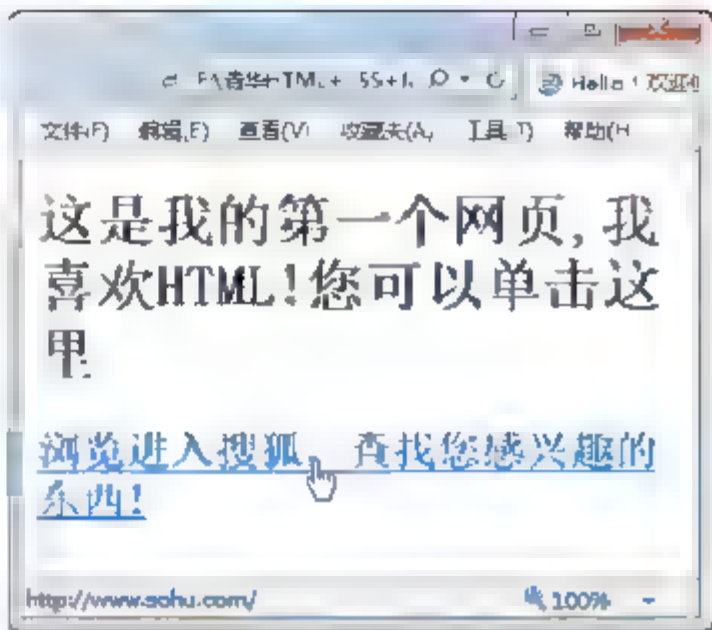 Hello
文件(F) 编辑(E) 查看(V) 收藏夹(A) 工具(T) 帮助(H
这是我的第一个网页,我
喜欢HTML!您可以单击这
里
浏览进入搜狐, 查找您感兴趣的
东西!
http://www.sohu.com/ 100%